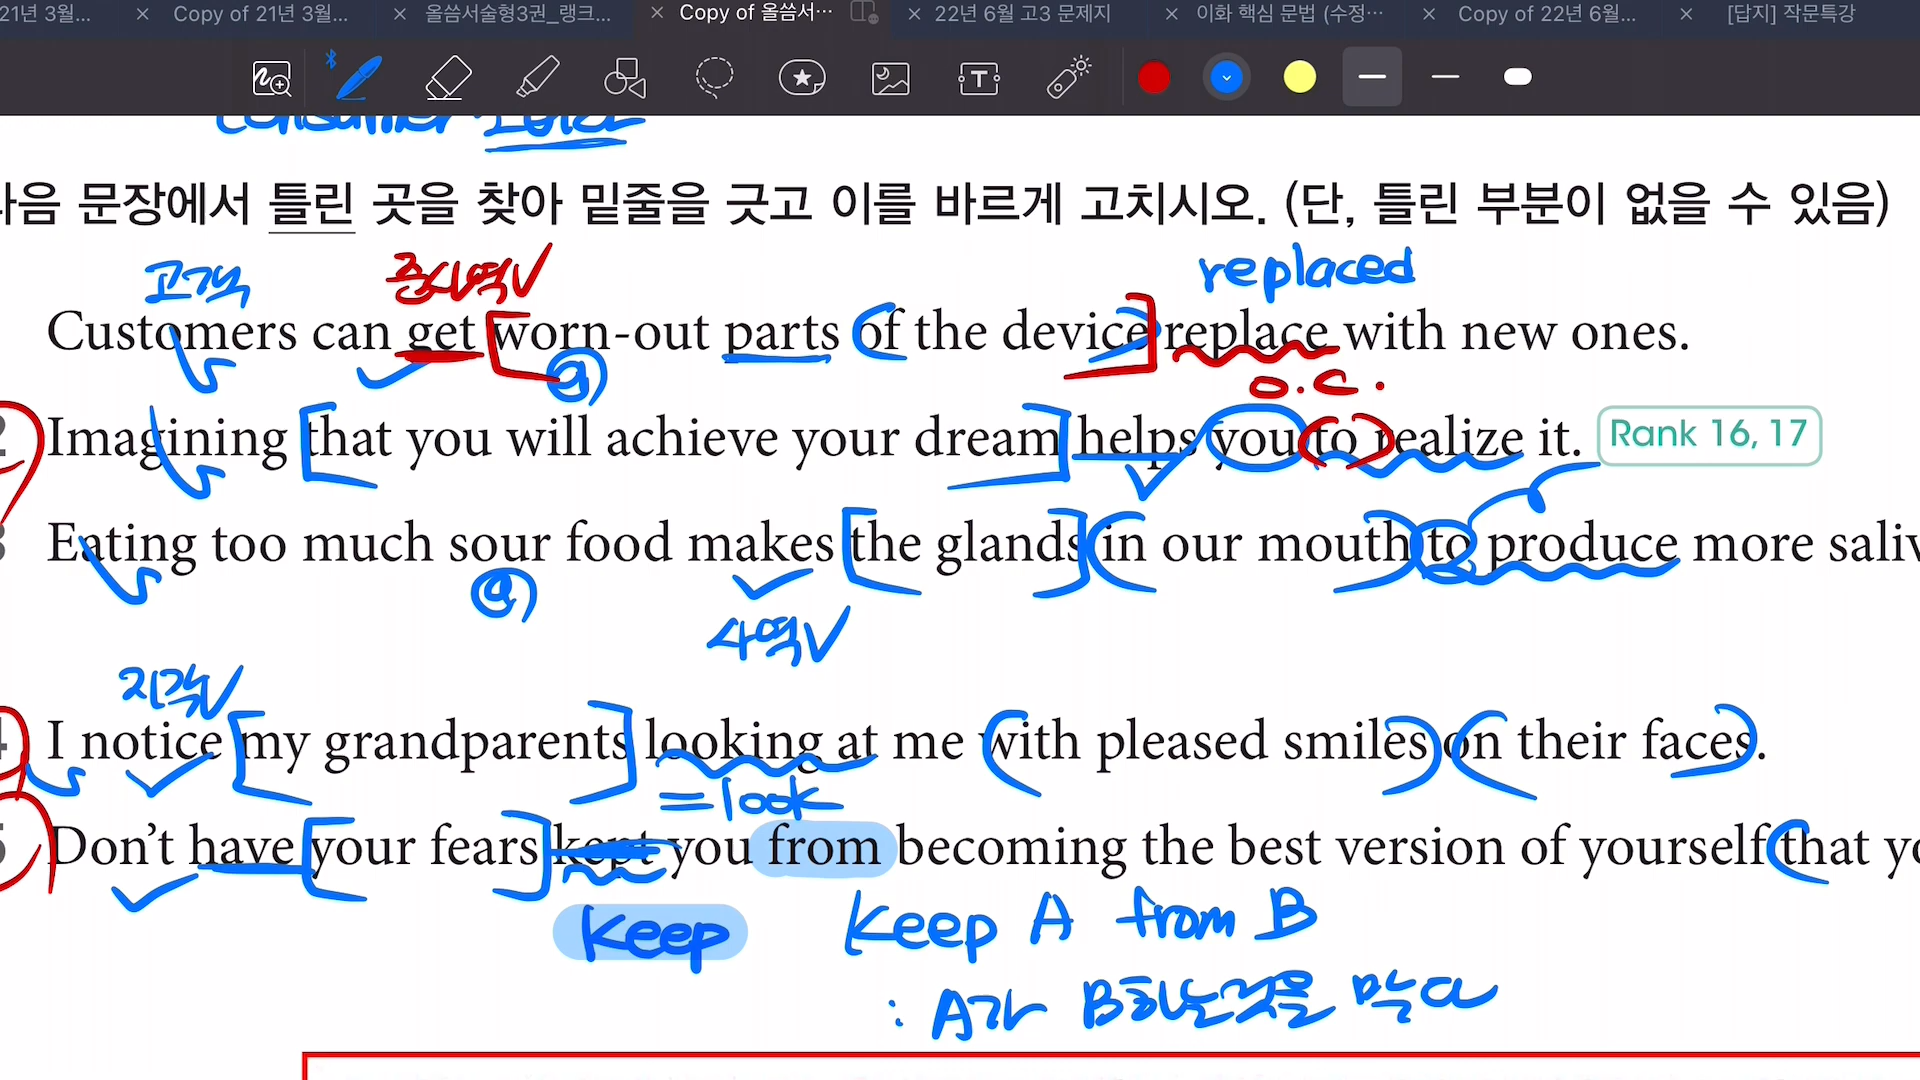 21년 3월... × Copy of 21년 3월... × 올씀서술형3권_랭크... × Copy of 올씀서... × 22년 6월 고3 문제지 × 이화 핵심 문법 (수정... × Copy of 22년 6월... × [답지] 작문특강
consumer
다음 문장에서 틀린 곳을 찾아 밑줄을 긋고 이를 바르게 고치시오. (단, 틀린 부분이 없을 수 있음)
고객 준사역V replaced
Customers can get worn-out parts of the device replace with new ones.
a) O.C.
2 Imagining that you will achieve your dream helps you to realize it. Rank 16, 17
3 Eating too much sour food makes the glands in our mouth to produce more saliv
a) 사역V
지각V
4 I notice my grandparents looking at me with pleased smiles on their faces.
=look
5 Don't have your fears kept you from becoming the best version of yourself that yo
Keep Keep A from B
: A가 B하는것을 막다